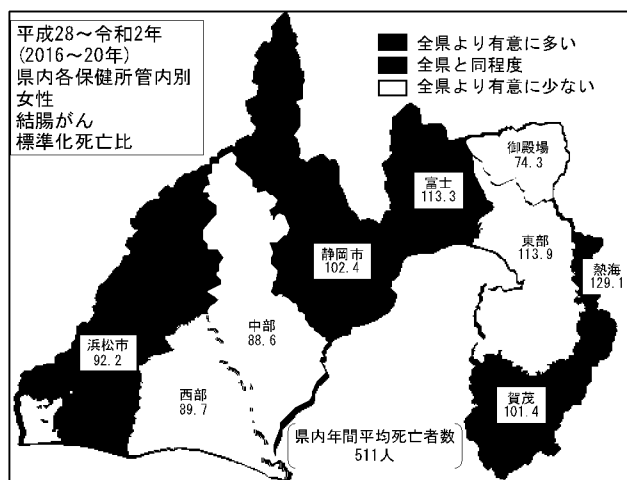 平成28～令和2年
(2016～20年)
県内各保健所管内別
女性
結腸がん
標準化死亡比
全県より有意に多い
全県と同程度
全県より有意に少ない
御殿場
74.3
富士
113.3
東部
113.9
熱海
129.1
静岡市
102.4
中部
88.6
浜松市
92.2
西部
89.7
賀茂
101.4
県内年間平均死亡者数
511人